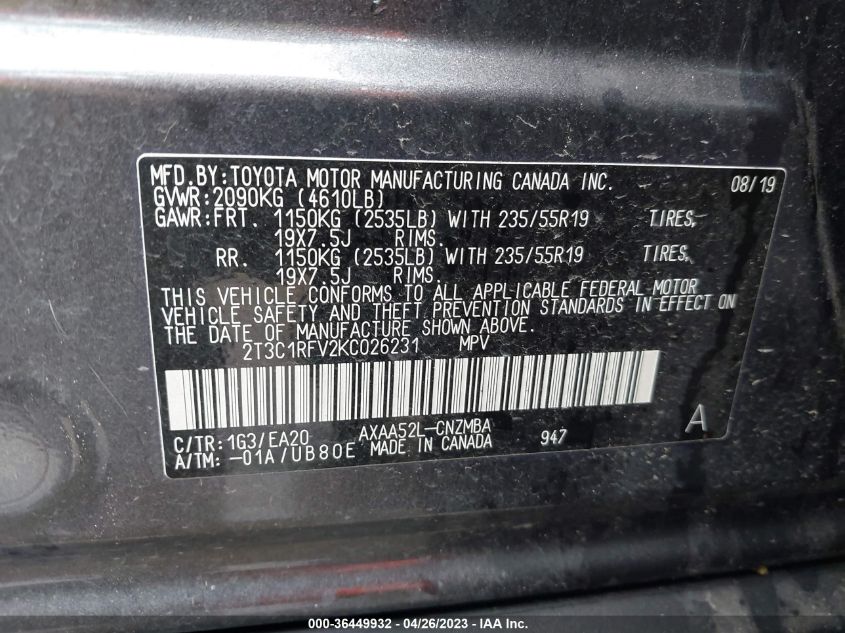 MFD.BY:TOYOTA MOTOR MANUFACTURING CANADA INC. 08/19
GVWR:2090KG (4610LB)
GAWR:FRT. 1150KG (2535LB) WITH 235/55R19 TIRES,
19X7.5J RIMS.
RR. 1150KG (2535LB) WITH 235/55R19 TIRES,
19X7.5J RIMS.
THIS VEHICLE CONFORMS TO ALL APPLICABLE FEDERAL MOTOR
VEHICLE SAFETY AND THEFT PREVENTION STANDARDS IN EFFECT ON
THE DATE OF MANUFACTURE SHOWN ABOVE.
2T3C1RFV2KC026231 MPV
C/TR:1G3/EA20 AXAA52L-CNZMBA 947 A
A/TM:-01A/UB80E MADE IN CANADA
000-36449932 - 04/26/2023 - IAA Inc.